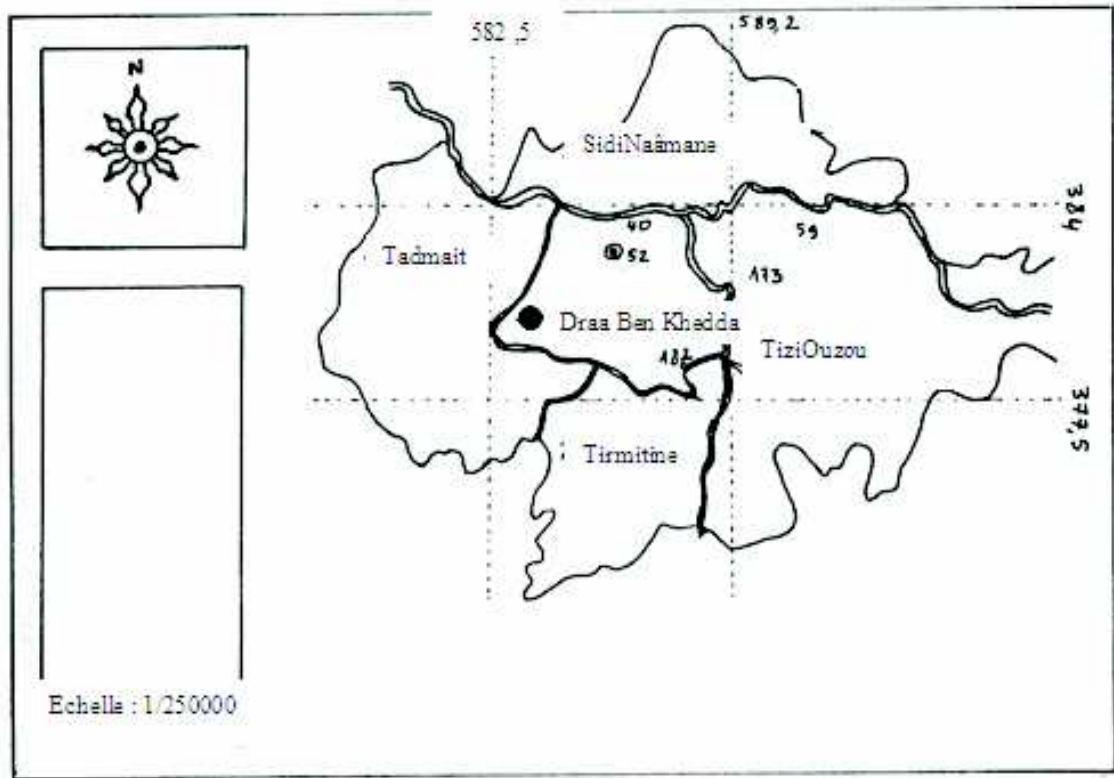 582 ,5
589,2
N
SidiNaâmane
384
40
59
Tadmait
52
173
Draa Ben Khedda
TiziOuzou
187
377,5
Tirmitine
Echelle : 1/250000